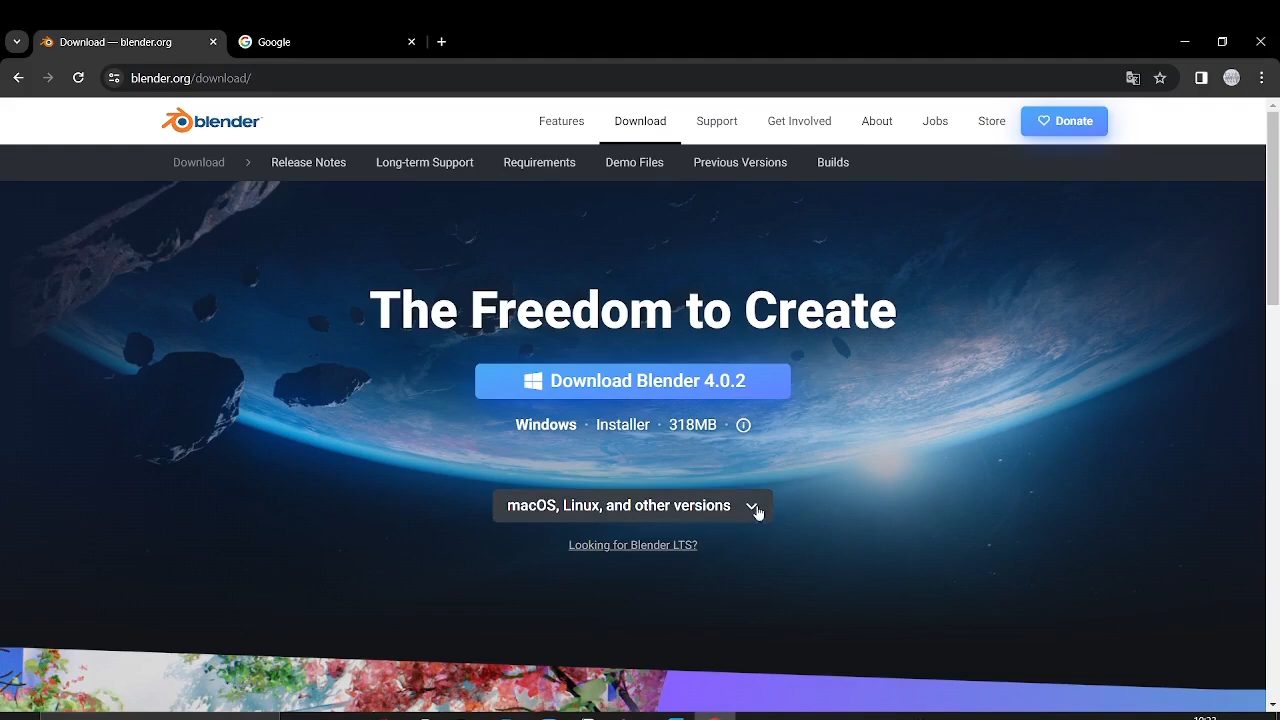 Download — blender.org
Google
blender.org/download/
blender
Features
Download
Support
Get Involved
About
Jobs
Store
Donate
Download
Release Notes
Long-term Support
Requirements
Demo Files
Previous Versions
Builds
The Freedom to Create
Download Blender 4.0.2
Windows · Installer · 318MB ·
macOS, Linux, and other versions
Looking for Blender LTS?